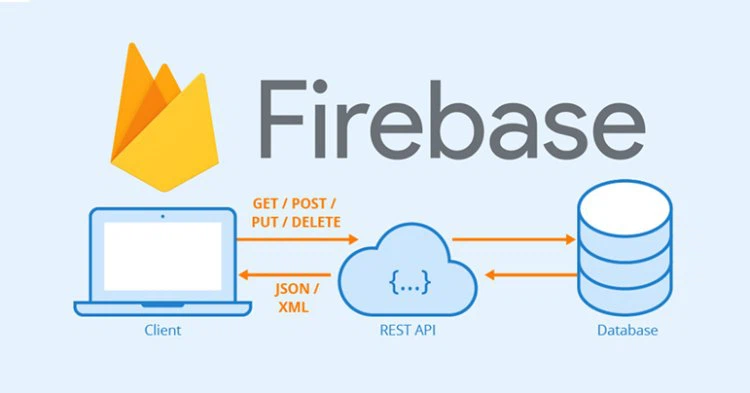 Firebase
GET / POST /
PUT / DELETE
{...}
JSON /
XML
Client
REST API
Database